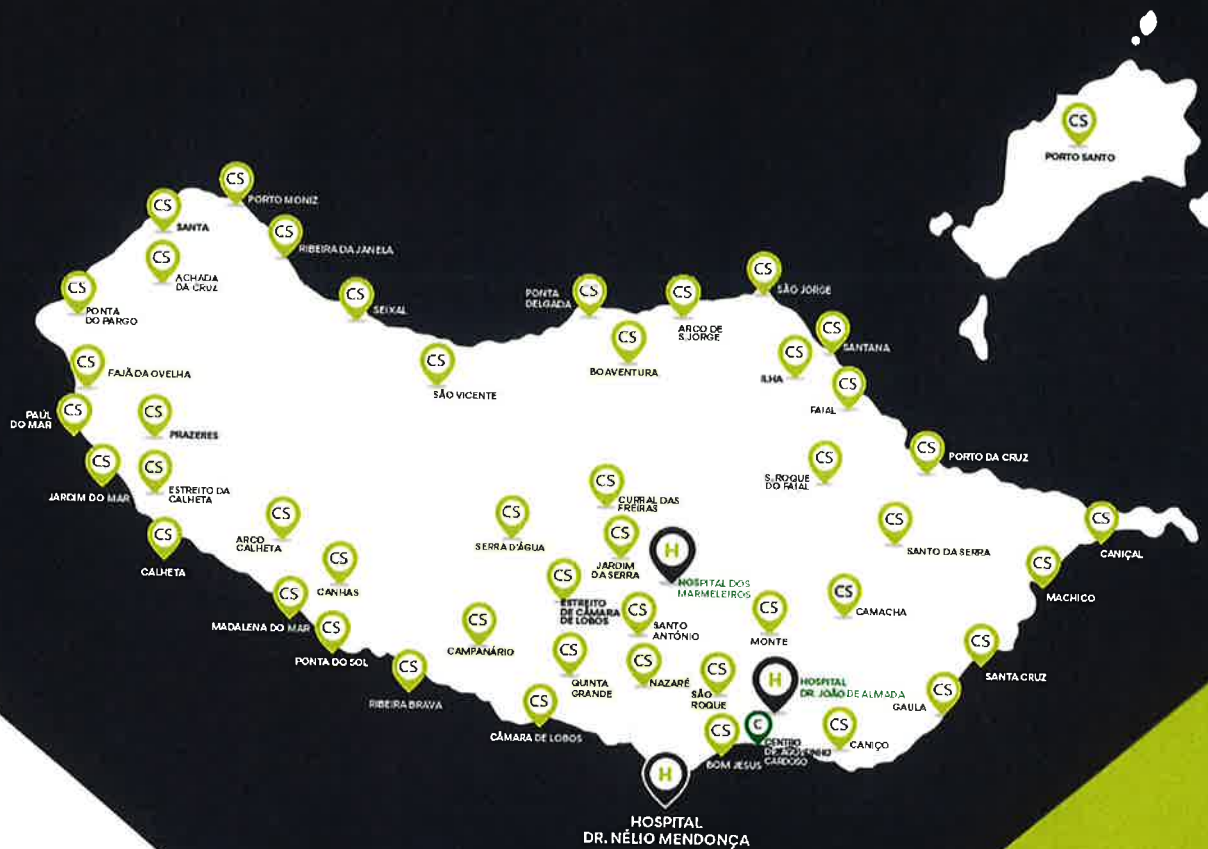 CS
PORTO SANTO
CS
PORTO MONIZ
CS
SANTA
CS
RIBEIRA DA JANELA
CS
ACHADA
DA CRUZ
CS
PONTA
DO PARGO
CS
SEIXAL
CS
PONTA
DELGADA
CS
ARCO DE
S. JORGE
CS
SÃO JORGE
CS
SANTANA
CS
BOAVENTURA
CS
ILHA
CS
FAJÃ DA OVELHA
CS
SÃO VICENTE
CS
FAIAL
CS
PAÚL
DO MAR
CS
PRAZERES
CS
PORTO DA CRUZ
CS
S. ROQUE
DO FAIAL
CS
JARDIM DO MAR
CS
ESTREITO DA
CALHETA
CS
CURRAL DAS
FREIRAS
CS
ARCO
CALHETA
CS
SERRA D'ÁGUA
CS
SANTO DA SERRA
CS
CANIÇAL
CS
CALHETA
CS
JARDIM
DA SERRA
H
HOSPITAL DOS
MARMELEIROS
CS
CANHAS
CS
ESTREITO
DE CÂMARA
DE LOBOS
CS
MACHICO
CS
MADALENA DO MAR
CS
CAMACHA
CS
SANTO
ANTÓNIO
CS
MONTE
CS
PONTA DO SOL
CS
CAMPANÁRIO
CS
SANTA CRUZ
CS
RIBEIRA BRAVA
CS
QUINTA
GRANDE
CS
NAZARÉ
CS
SÃO
ROQUE
H
HOSPITAL
DR. JOÃO DE ALMADA
CS
GAULA
CS
CÂMARA DE LOBOS
CS
BOM JESUS
C
CENTRO
DR. AGOSTINHO
CARDOSO
CS
CANIÇO
H
HOSPITAL
DR. NÉLIO MENDONÇA